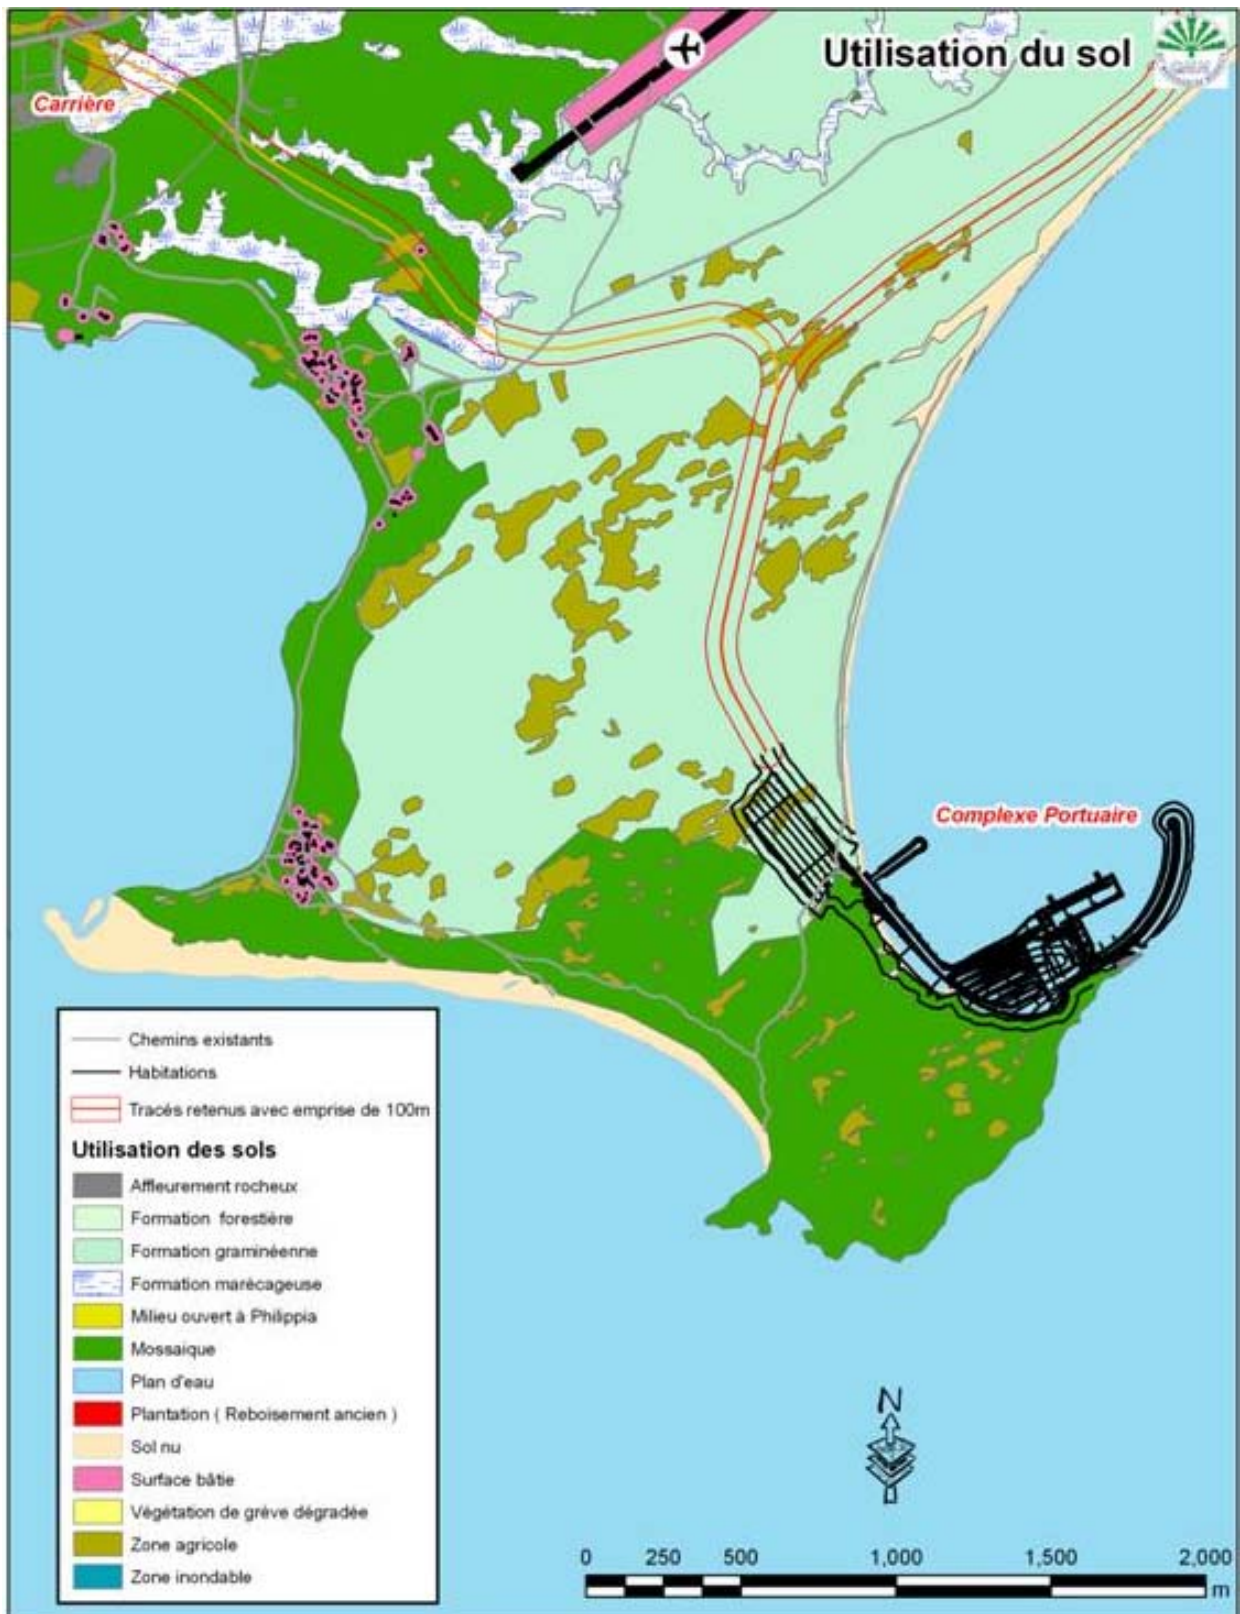 Utilisation du sol
Carrière
Complexe Portuaire
Chemins existants
Habitations
Tracés retenus avec emprise de 100m
Utilisation des sols
Affleurement rocheux
Formation forestière
Formation graminéenne
Formation marécageuse
Milieu ouvert à Philippia
Mossaique
Plan d'eau
Plantation ( Reboisement ancien )
Sol nu
Surface bâtie
Végétation de grève dégradée
Zone agricole
Zone inondable
N
0 250 500 1,000 1,500 2,000
m